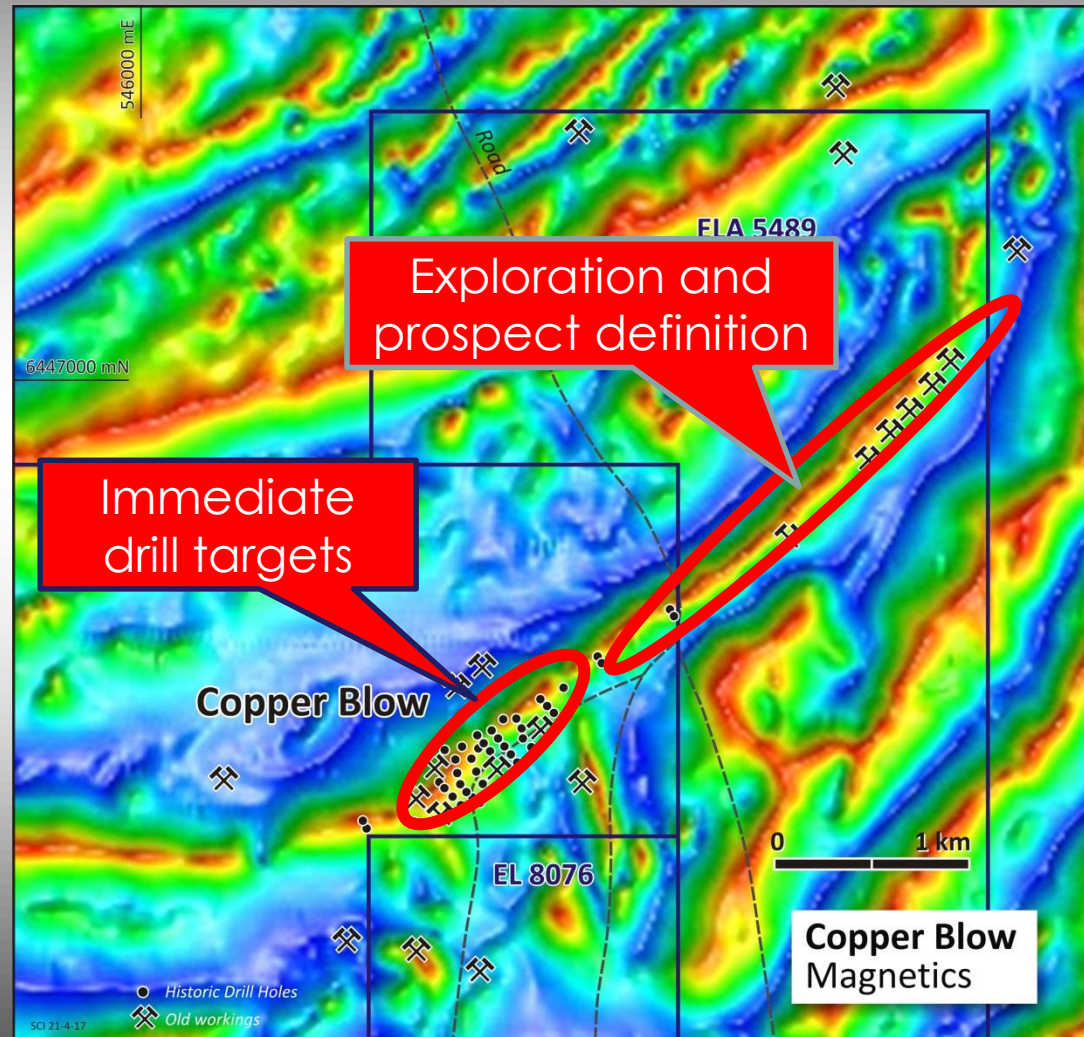 546000 mE
Road
ELA 5489
Exploration and
prospect definition
6447000 mN
Immediate
drill targets
Copper Blow
0 1 km
EL 8076
Copper Blow
Magnetics
Historic Drill Holes
Old workings
SCI 21-4-17